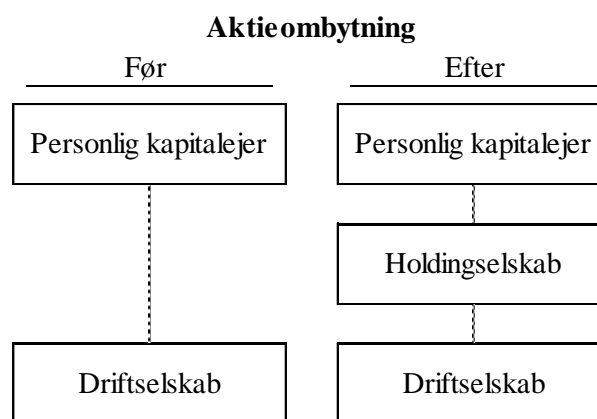 Aktieombytning
Før
Efter
Personlig kapitalejer
Personlig kapitalejer
Holdingselskab
Driftselskab
Driftselskab